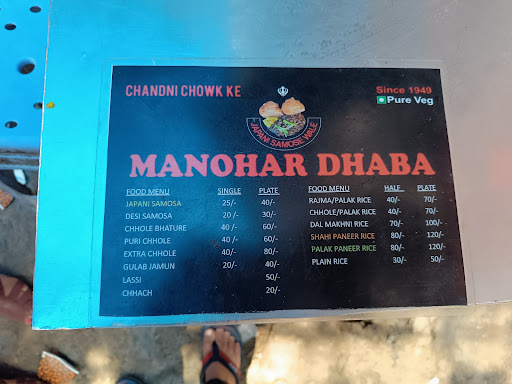 CHANDNI CHOWK KE
Since 1949
Pure Veg
JAPANI SAMOSE WALE
MANOHAR DHABA
FOOD MENU SINGLE PLATE
JAPANI SAMOSA 25/- 40/-
DESI SAMOSA 20/- 30/-
CHHOLE BHATURE 40/- 60/-
PURI CHHOLE 40/- 60/-
EXTRA CHHOLE 40/- 80/-
GULAB JAMUN 20/- 40/-
LASSI 50/-
CHHACH 20/-
FOOD MENU HALF PLATE
RAJMA/PALAK RICE 40/- 70/-
CHHOLE/PALAK RICE 40/- 70/-
DAL MAKHNI RICE 70/- 100/-
SHAHI PANEER RICE 80/- 120/-
PALAK PANEER RICE 80/- 120/-
PLAIN RICE 30/- 50/-